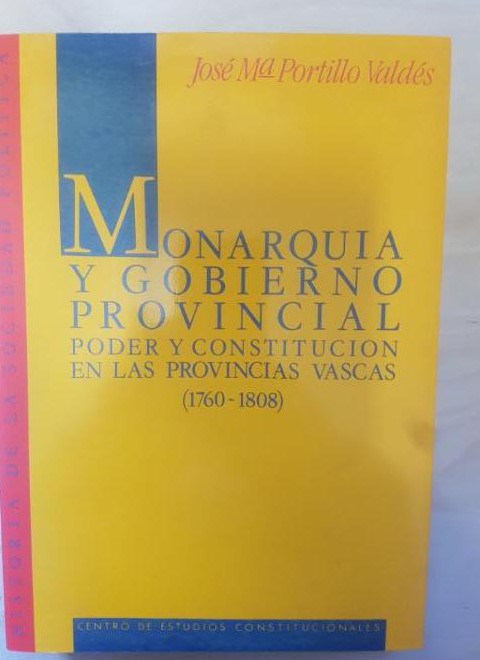 José Mª Portillo Valdés
MONARQUIA
Y GOBIERNO
PROVINCIAL
PODER Y CONSTITUCION
EN LAS PROVINCIAS VASCAS
(1760-1808)
CENTRO DE ESTUDIOS CONSTITUCIONALES
HISTORIA DE LA SOCIEDAD POLITICA